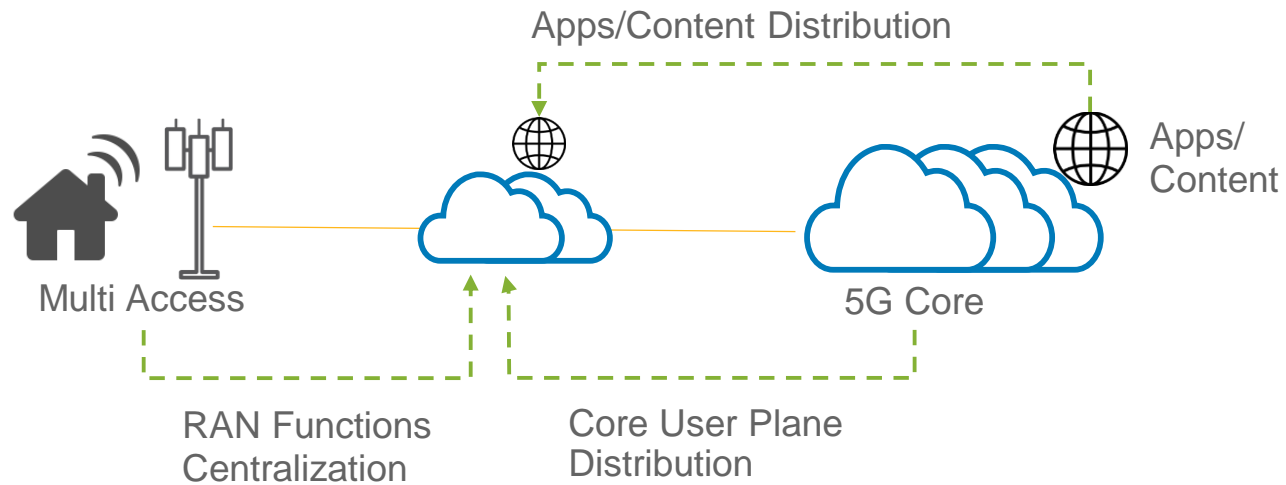 Apps/Content Distribution
Apps/
Content
Multi Access
5G Core
RAN Functions
Centralization
Core User Plane
Distribution